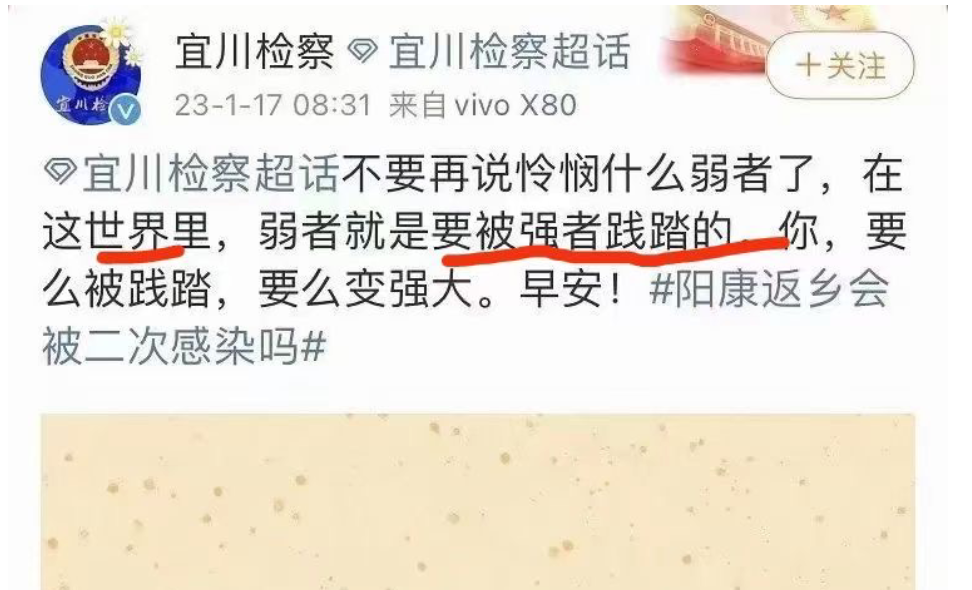 宜川检察 宜川检察超话
+关注
23-1-17 08:31 来自 vivo X80
宜川检
宜川检察超话不要再说怜悯什么弱者了，在
这世界里，弱者就是要被强者践踏的。你，要
么被践踏，要么变强大。早安！#阳康返乡会
被二次感染吗#